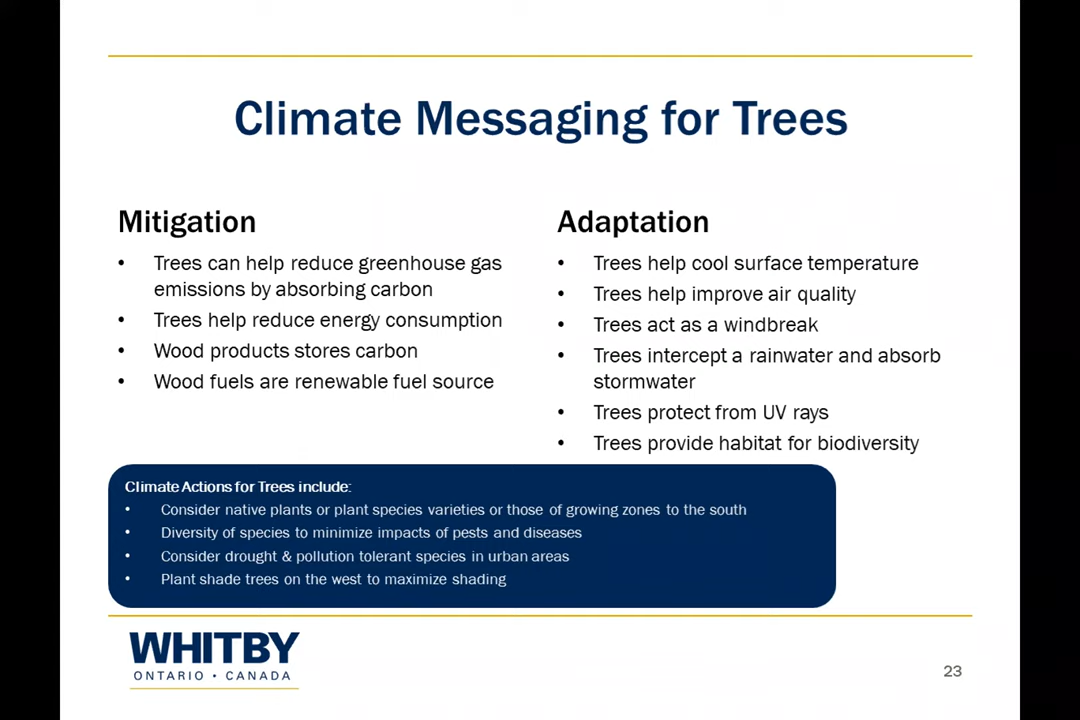 Climate Messaging for Trees
Mitigation
• Trees can help reduce greenhouse gas
emissions by absorbing carbon
• Trees help reduce energy consumption
• Wood products stores carbon
• Wood fuels are renewable fuel source
Adaptation
• Trees help cool surface temperature
• Trees help improve air quality
• Trees act as a windbreak
• Trees intercept a rainwater and absorb
stormwater
• Trees protect from UV rays
• Trees provide habitat for biodiversity
Climate Actions for Trees include:
• Consider native plants or plant species varieties or those of growing zones to the south
• Diversity of species to minimize impacts of pests and diseases
• Consider drought & pollution tolerant species in urban areas
• Plant shade trees on the west to maximize shading
WHITBY
ONTARIO • CANADA
23